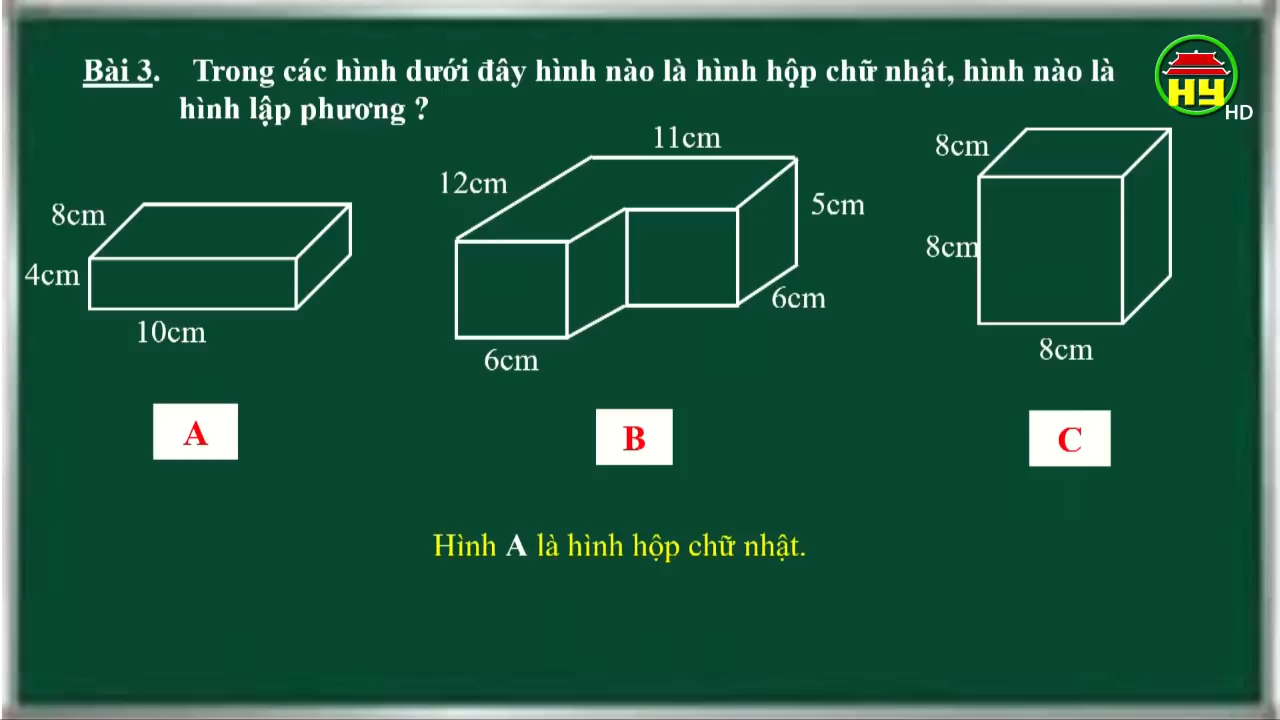 Bài 3. Trong các hình dưới đây hình nào là hình hộp chữ nhật, hình nào là
hình lập phương ?
HY
HD
11cm
12cm
5cm
6cm
6cm
8cm
4cm
10cm
8cm
8cm
8cm
A
B
C
Hình A là hình hộp chữ nhật.